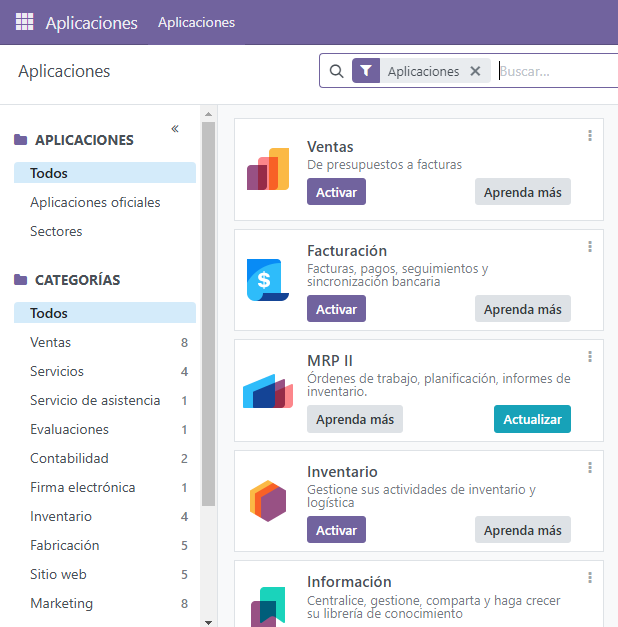 Aplicaciones Aplicaciones
Aplicaciones
Aplicaciones
Buscar...
APLICACIONES
Todos
Aplicaciones oficiales
Sectores
CATEGORÍAS
Todos
Ventas 8
Servicios 4
Servicio de asistencia 1
Evaluaciones 1
Contabilidad 2
Firma electrónica 1
Inventario 4
Fabricación 5
Sitio web 5
Marketing 8
Ventas
De presupuestos a facturas
Activar Aprenda más
Facturación
Facturas, pagos, seguimientos y
sincronización bancaria
Activar Aprenda más
MRP II
Órdenes de trabajo, planificación, informes de
inventario.
Aprenda más Actualizar
Inventario
Gestione sus actividades de inventario y
logística
Activar Aprenda más
Información
Centralice, gestione, comparta y haga crecer
su librería de conocimiento